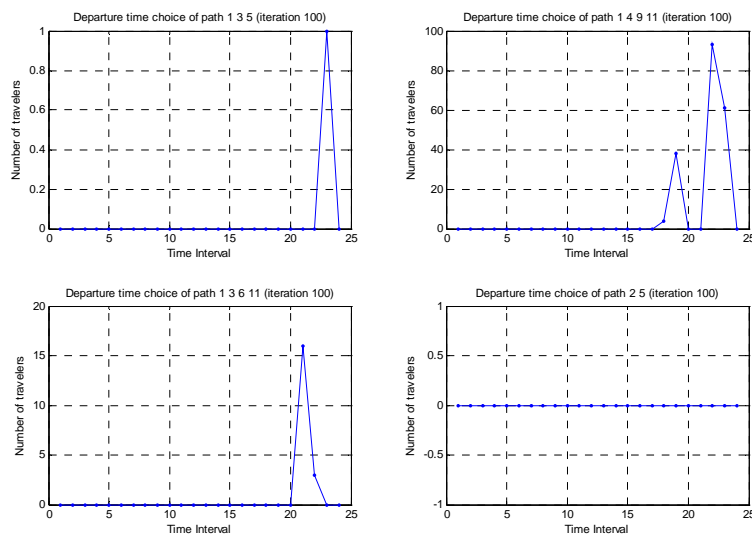 Departure time choice of path 1 3 5 (iteration 100)
1
0.8
0.6
0.4
0.2
0
Number of travelers
0 5 10 15 20 25
Time Interval
Departure time choice of path 1 4 9 11 (iteration 100)
100
80
60
40
20
0
Number of travelers
0 5 10 15 20 25
Time Interval
Departure time choice of path 1 3 6 11 (iteration 100)
20
15
10
5
0
Number of travelers
0 5 10 15 20 25
Time Interval
Departure time choice of path 2 5 (iteration 100)
1
0.5
0
-0.5
-1
Number of travelers
0 5 10 15 20 25
Time Interval